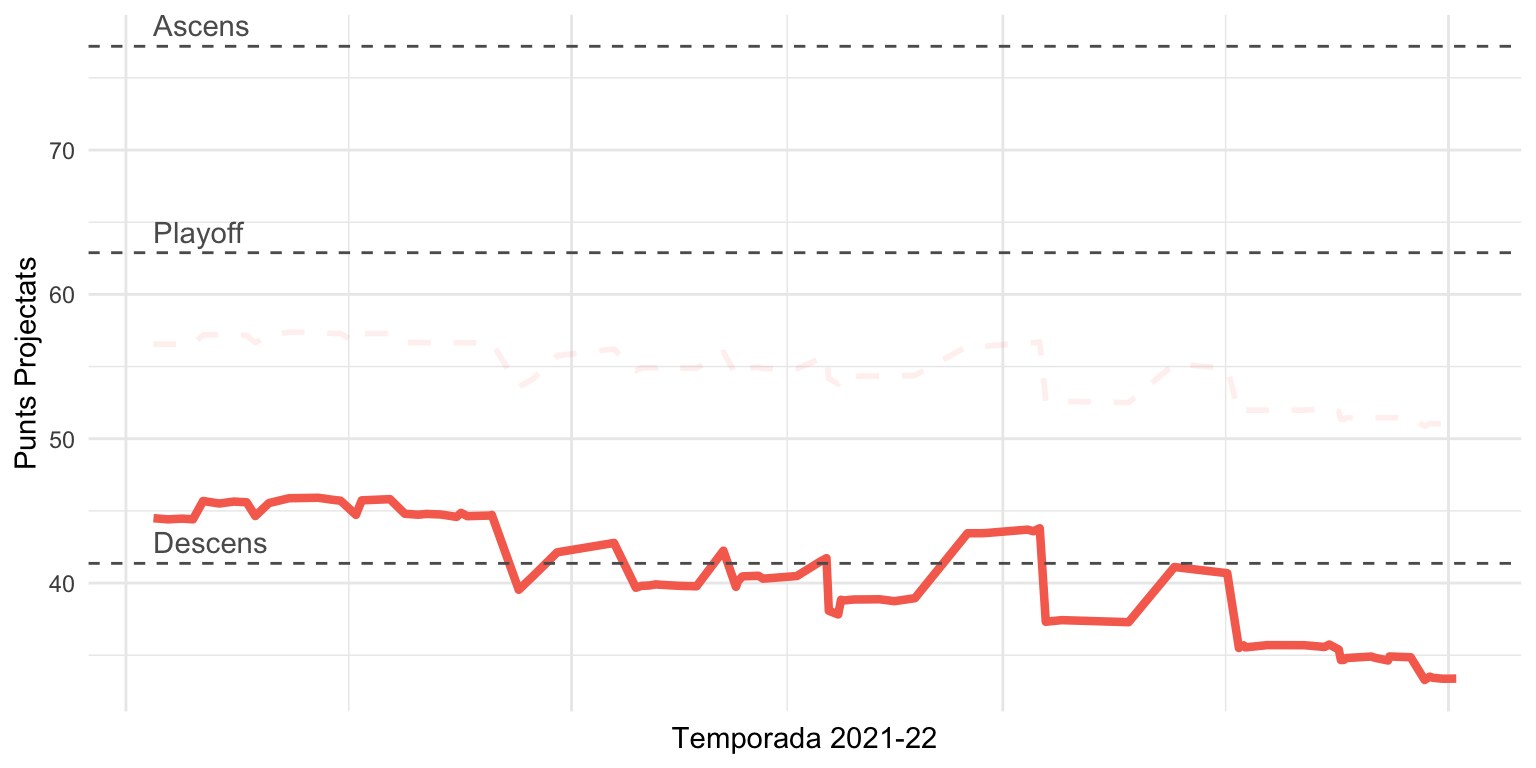 Ascens
70
Playoff
60
50
Descens
40
Punts Projectats
Temporada 2021-22